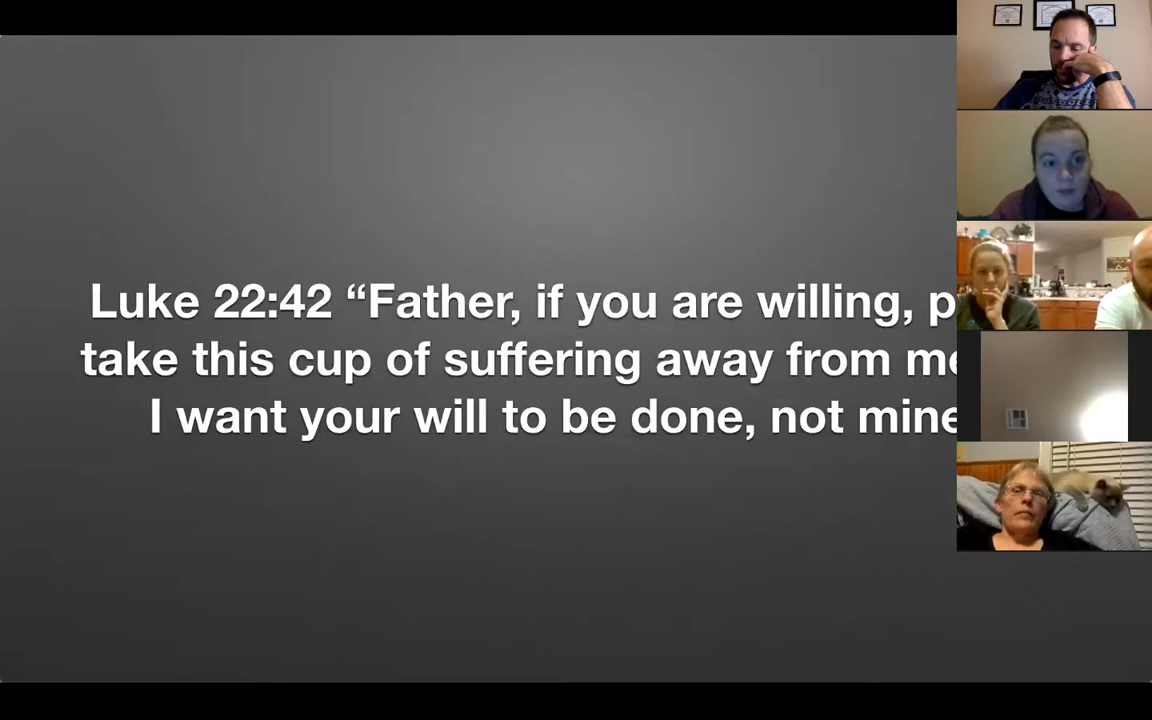 Luke 22:42 “Father, if you are willing,
take this cup of suffering away from
I want your will to be done, not mine